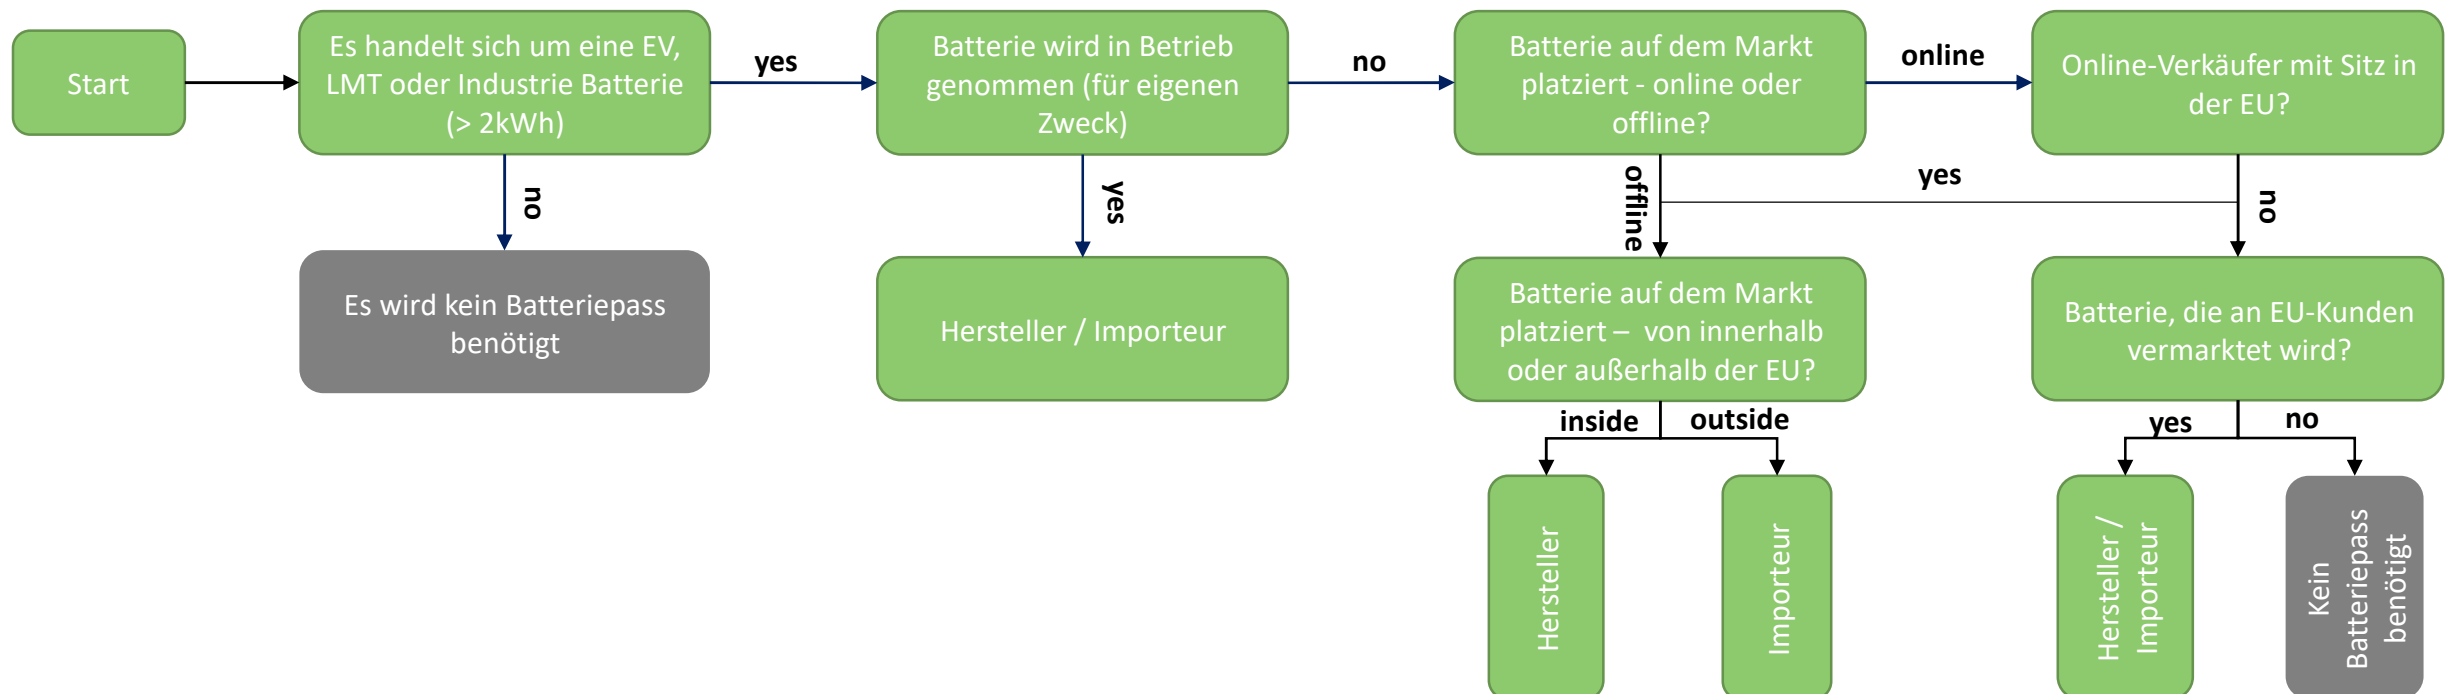 Start
Es handelt sich um eine EV,
LMT oder Industrie Batterie
(> 2kWh)
yes
Batterie wird in Betrieb
genommen (für eigenen
Zweck)
no
Batterie auf dem Markt
platziert - online oder
offline?
online
Online-Verkäufer mit Sitz in
der EU?
no
yes
offline
yes
no
Es wird kein Batteriepass
benötigt
Hersteller / Importeur
Batterie auf dem Markt
platziert – von innerhalb
oder außerhalb der EU?
Batterie, die an EU-Kunden
vermarktet wird?
inside
outside
yes
no
Hersteller
Importeur
Hersteller /
Importeur
Kein
Batteriepass
benötigt